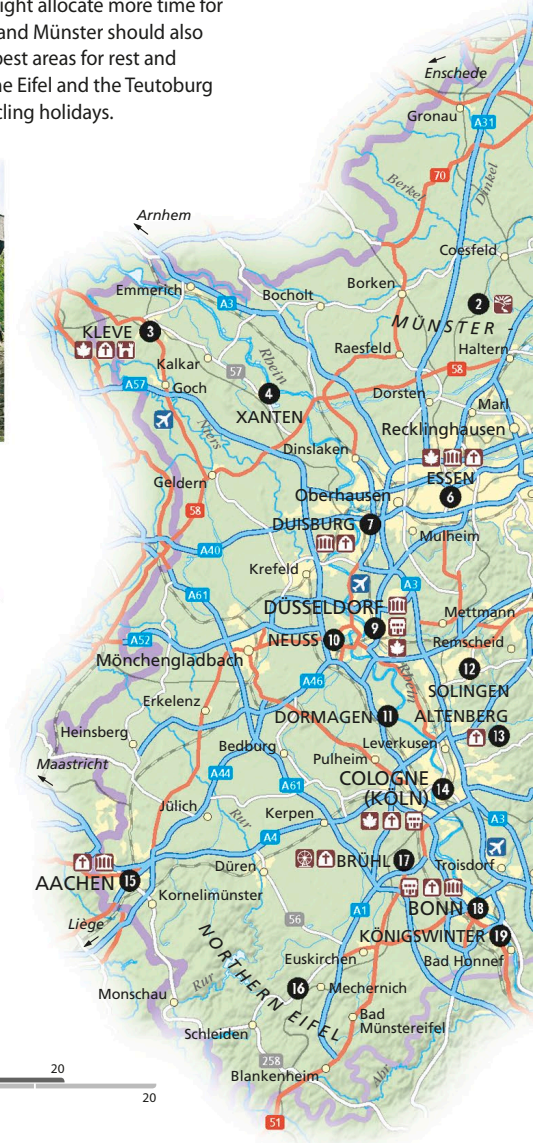 ight allocate more time for
and Münster should also
best areas for rest and
ne Eifel and the Teutoburg
tling holidays.
Enschede
Gronau
A31
70
Berkel
Dinkel
Arnhem
Coesfeld
Emmerich
A3
Bocholt
Borken
2
MÜNSTER -
KLEVE 3
Rhein
Raesfeld
Haltern
Kalkar
57
58
A57
Goch
4
XANTEN
Dorsten
Marl
Niers
Recklinghausen
Dinslaken
Geldern
ESSEN
Oberhausen
6
58
DUISBURG 7
Mulheim
A40
Krefeld
A3
A61
DÜSSELDORF
Mettmann
A52
NEUSS 10
9
Remscheid
Mönchengladbach
Rhein
12
A46
SOLINGEN
Erkelenz
DORMAGEN 11
ALTENBERG
13
Heinsberg
Bedburg
Leverkusen
Maastricht
Pulheim
A44
COLOGNE
(KÖLN)
14
A61
Jülich
Rur
Kerpen
A3
A4
Düren
BRÜHL 17
Troisdorf
AACHEN 15
Kornelimünster
BONN 18
Liège
56
A1
KÖNIGSWINTER 19
NORTHERN EIFEL
Euskirchen
Bad Honnef
Rur
16
Mechernich
Monschau
Bad
Münstereifel
Schleiden
258
Blankenheim
Ahr
20
20
51